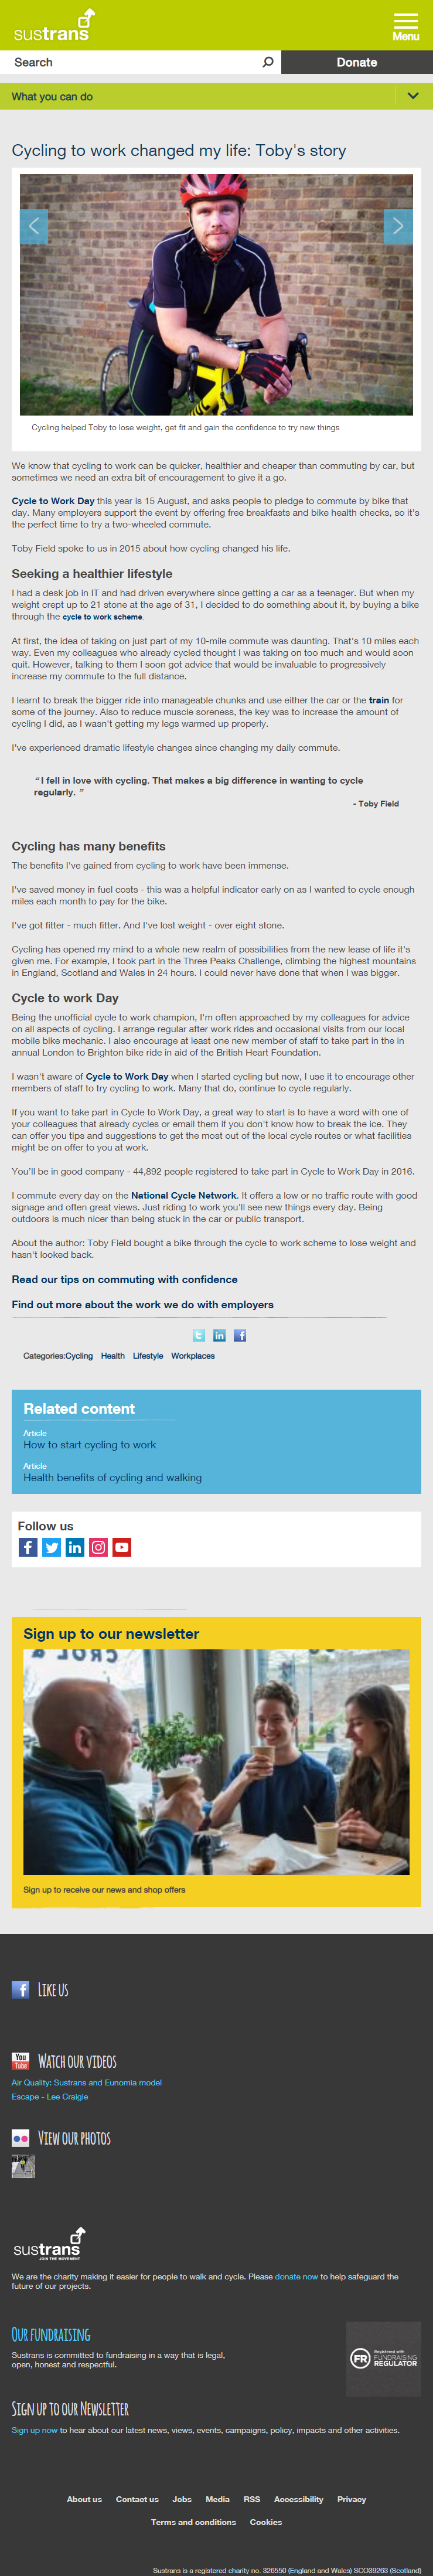 sustrans
Menu
Search
Donate
What you can do
Cycling to work changed my life: Toby's story
Cycling helped Toby to lose weight, get fit and gain the confidence to try new things
We know that cycling to work can be quicker, healthier and cheaper than commuting by car, but
sometimes we need an extra bit of encouragement to give it a go.
Cycle to Work Day this year is 15 August, and asks people to pledge to commute by bike that
day. Many employers support the event by offering free breakfasts and bike health checks, so it's
the perfect time to try a two-wheeled commute.
Toby Field spoke to us in 2015 about how cycling changed his life.
Seeking a healthier lifestyle
I had a desk job in IT and had driven everywhere since getting a car as a teenager. But when my
weight crept up to 21 stone at the age of 31, I decided to do something about it, by buying a bike
through the cycle to work scheme.
At first, the idea of taking on just part of my 10-mile commute was daunting. That's 10 miles each
way. Even my colleagues who already cycled thought I was taking on too much and would soon
quit. However, talking to them I soon got advice that would be invaluable to progressively
increase my commute to the full distance.
I learnt to break the bigger ride into manageable chunks and use either the car or the train for
some of the journey. Also to reduce muscle soreness, the key was to increase the amount of
cycling I did, as I wasn't getting my legs warmed up properly.
I've experienced dramatic lifestyle changes since changing my daily commute.
“ I fell in love with cycling. That makes a big difference in wanting to cycle
regularly. ”
- Toby Field
Cycling has many benefits
The benefits I've gained from cycling to work have been immense.
I've saved money in fuel costs - this was a helpful indicator early on as I wanted to cycle enough
miles each month to pay for the bike.
I've got fitter - much fitter. And I've lost weight - over eight stone.
Cycling has opened my mind to a whole new realm of possibilities from the new lease of life it's
given me. For example, I took part in the Three Peaks Challenge, climbing the highest mountains
in England, Scotland and Wales in 24 hours. I could never have done that when I was bigger.
Cycle to work Day
Being the unofficial cycle to work champion, I'm often approached by my colleagues for advice
on all aspects of cycling. I arrange regular after work rides and occasional visits from our local
mobile bike mechanic. I also encourage at least one new member of staff to take part in the in
annual London to Brighton bike ride in aid of the British Heart Foundation.
I wasn't aware of Cycle to Work Day when I started cycling but now, I use it to encourage other
members of staff to try cycling to work. Many that do, continue to cycle regularly.
If you want to take part in Cycle to Work Day, a great way to start is to have a word with one of
your colleagues that already cycles or email them if you don't know how to break the ice. They
can offer you tips and suggestions to get the most out of the local cycle routes or what facilities
might be on offer to you at work.
You'll be in good company - 44,892 people registered to take part in Cycle to Work Day in 2016.
I commute every day on the National Cycle Network. It offers a low or no traffic route with good
signage and often great views. Just riding to work you'll see new things every day. Being
outdoors is much nicer than being stuck in the car or public transport.
About the author: Toby Field bought a bike through the cycle to work scheme to lose weight and
hasn't looked back.
Read our tips on commuting with confidence
Find out more about the work we do with employers
Categories:Cycling Health Lifestyle Workplaces
Related content
Article
How to start cycling to work
Article
Health benefits of cycling and walking
Follow us
Sign up to our newsletter
Sign up to receive our news and shop offers
Like us
You
Tube
Watch our videos
Air Quality: Sustrans and Eunomia model
Escape - Lee Craigie
View our photos
sustrans
JOIN THE MOVEMENT
We are the charity making it easier for people to walk and cycle. Please donate now to help safeguard the
future of our projects.
Our fundraising
Sustrans is committed to fundraising in a way that is legal,
open, honest and respectful.
FR
Registered with
FUNDRAISING
REGULATOR
Sign up to our Newsletter
Sign up now to hear about our latest news, views, events, campaigns, policy, impacts and other activities.
About us Contact us Jobs Media RSS Accessibility Privacy
Terms and conditions Cookies
Sustrans is a registered charity no. 326550 (England and Wales) SCO39263 (Scotland)